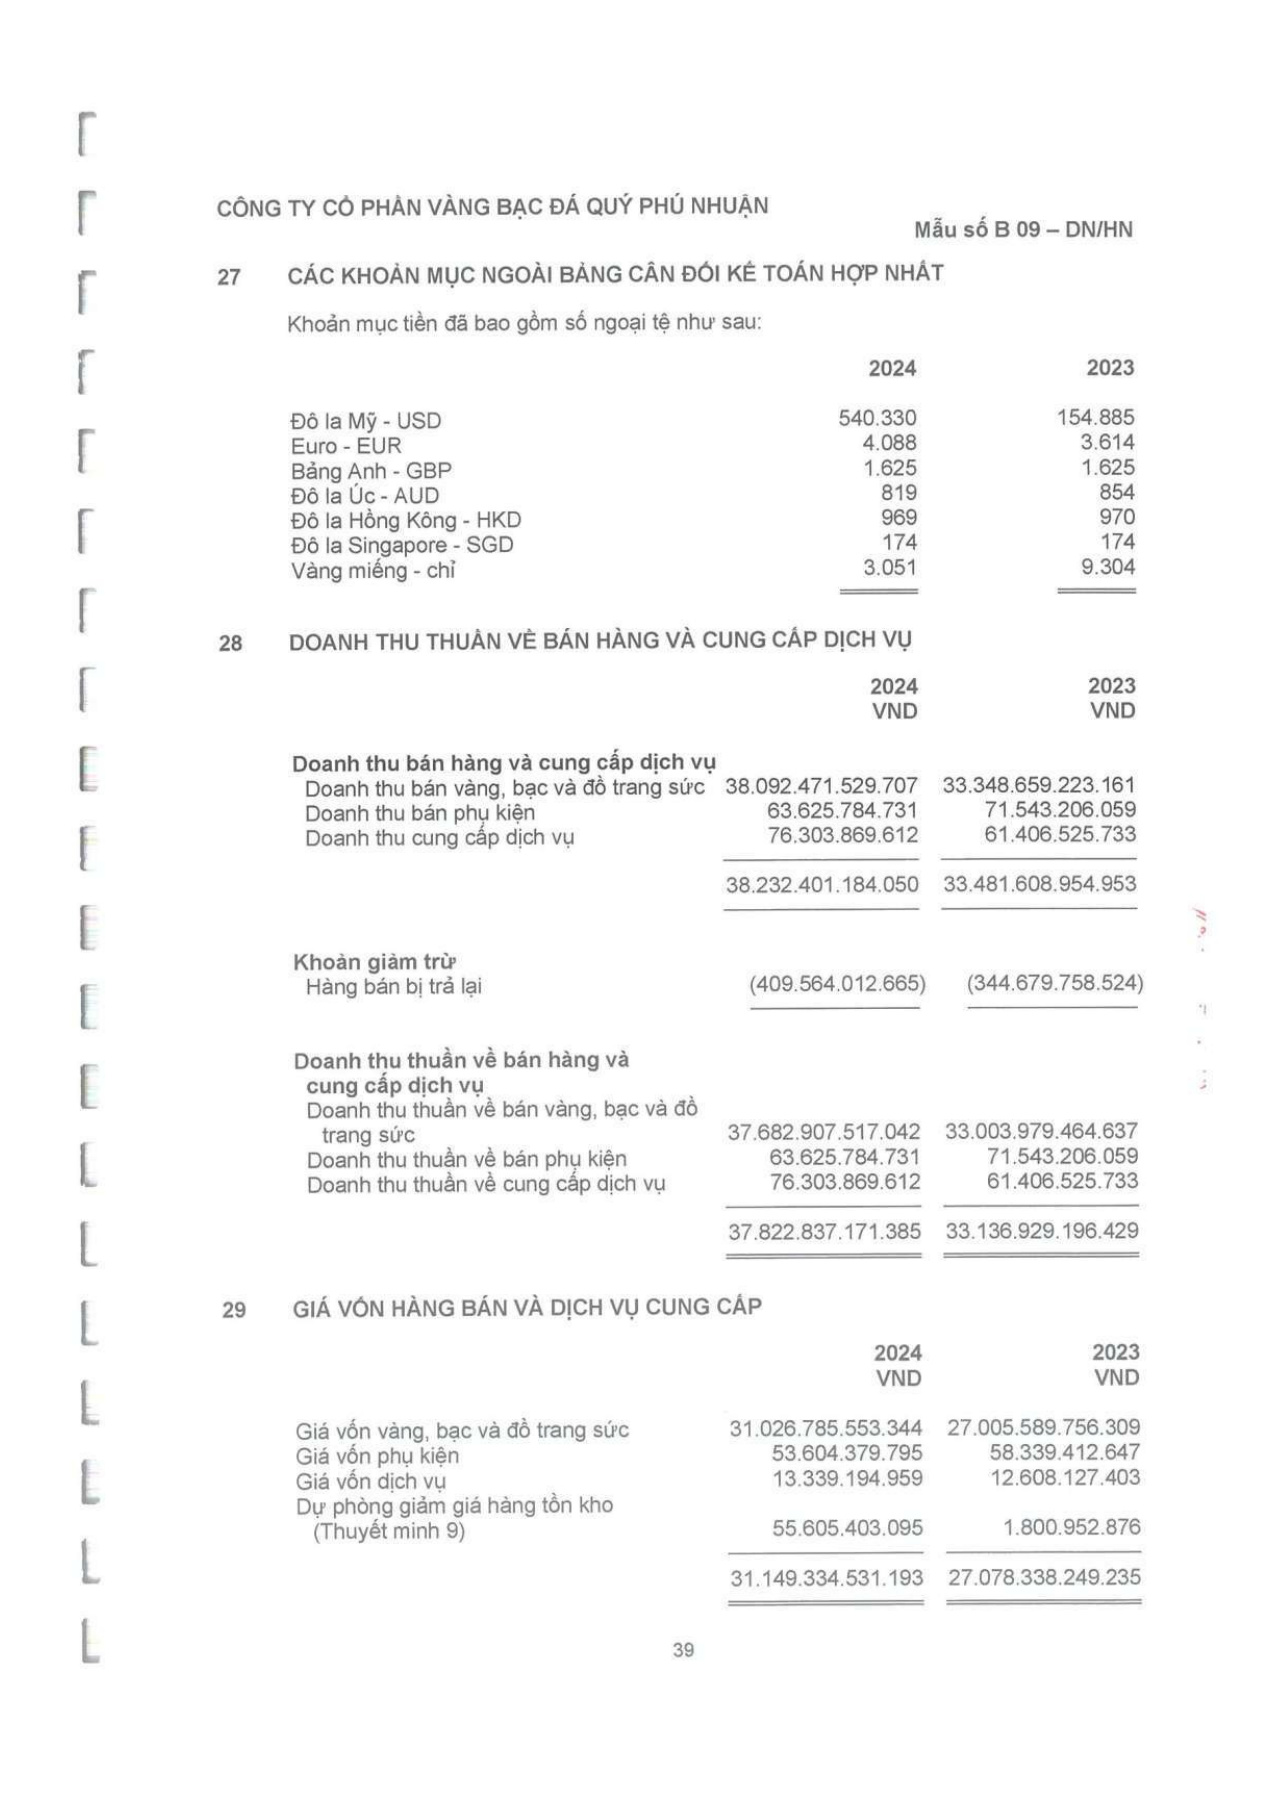 CÔNG TY CỔ PHẦN VÀNG BẠC ĐÁ QUÝ PHÚ NHUẬN
Mẫu số B 09 – DN/HN
27 CÁC KHOẢN MỤC NGOÀI BẢNG CÂN ĐỐI KẾ TOÁN HỢP NHẤT
Khoản mục tiền đã bao gồm số ngoại tệ như sau:
2024 2023
Đô la Mỹ - USD 540.330 154.885
Euro - EUR 4.088 3.614
Bảng Anh - GBP 1.625 1.625
Đô la Úc - AUD 819 854
Đô la Hồng Kông - HKD 969 970
Đô la Singapore - SGD 174 174
Vàng miếng - chỉ 3.051 9.304
28 DOANH THU THUẦN VỀ BÁN HÀNG VÀ CUNG CẤP DỊCH VỤ
2024 2023
VND VND
Doanh thu bán hàng và cung cấp dịch vụ
Doanh thu bán vàng, bạc và đồ trang sức 38.092.471.529.707 33.348.659.223.161
Doanh thu bán phụ kiện 63.625.784.731 71.543.206.059
Doanh thu cung cấp dịch vụ 76.303.869.612 61.406.525.733
38.232.401.184.050 33.481.608.954.953
Khoản giảm trừ
Hàng bán bị trả lại (409.564.012.665) (344.679.758.524)
Doanh thu thuần về bán hàng và
cung cấp dịch vụ
Doanh thu thuần về bán vàng, bạc và đồ
trang sức 37.682.907.517.042 33.003.979.464.637
Doanh thu thuần về bán phụ kiện 63.625.784.731 71.543.206.059
Doanh thu thuần về cung cấp dịch vụ 76.303.869.612 61.406.525.733
37.822.837.171.385 33.136.929.196.429
29 GIÁ VỐN HÀNG BÁN VÀ DỊCH VỤ CUNG CẤP
2024 2023
VND VND
Giá vốn vàng, bạc và đồ trang sức 31.026.785.553.344 27.005.589.756.309
Giá vốn phụ kiện 53.604.379.795 58.339.412.647
Giá vốn dịch vụ 13.339.194.959 12.608.127.403
Dự phòng giảm giá hàng tồn kho
(Thuyết minh 9) 55.605.403.095 1.800.952.876
31.149.334.531.193 27.078.338.249.235
39